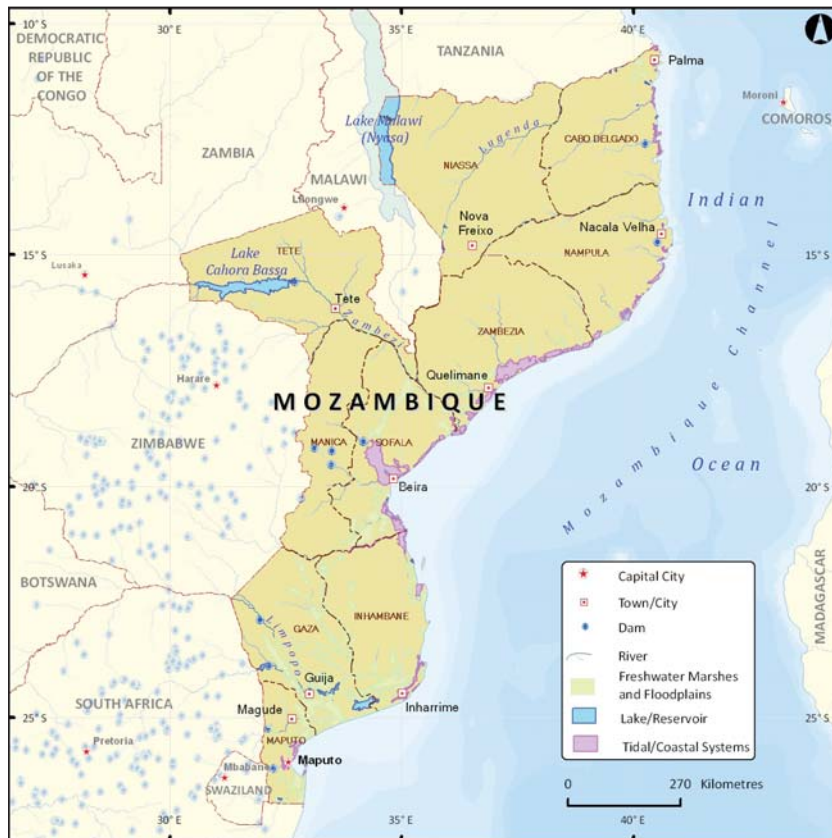 30°E
35°E
40°E
10°S
DEMOCRATIC
REPUBLIC
OF THE
CONGO
TANZANIA
Palma
Moroni
COMOROS
Lake Malawi
(Nyasa)
Lugenda
CABO DELGADO
ZAMBIA
NIASSA
MALAWI
Lilongwe
Indian
Nova
Freixo
Nacala Velha
15°S
15°S
NAMPULA
Lake
Cahora Bassa
TETE
Lusaka
Tete
Zambezi
ZAMBEZIA
Quelimane
Harare
MOZAMBIQUE
Mozambique Channel
ZIMBABWE
MANICA
SOFALA
Ocean
20°S
20°S
Beira
BOTSWANA
MADAGASCAR
GAZA
INHAMBANE
Limpopo
Guija
SOUTH AFRICA
Magude
Inharrime
25°S
25°S
Pretoria
MAPUTO
Maputo
Mbabane
SWAZILAND
Capital City
Town/City
Dam
River
Freshwater Marshes
and Floodplains
Lake/Reservoir
Tidal/Coastal Systems
0 270 Kilometres
30°E
35°E
40°E